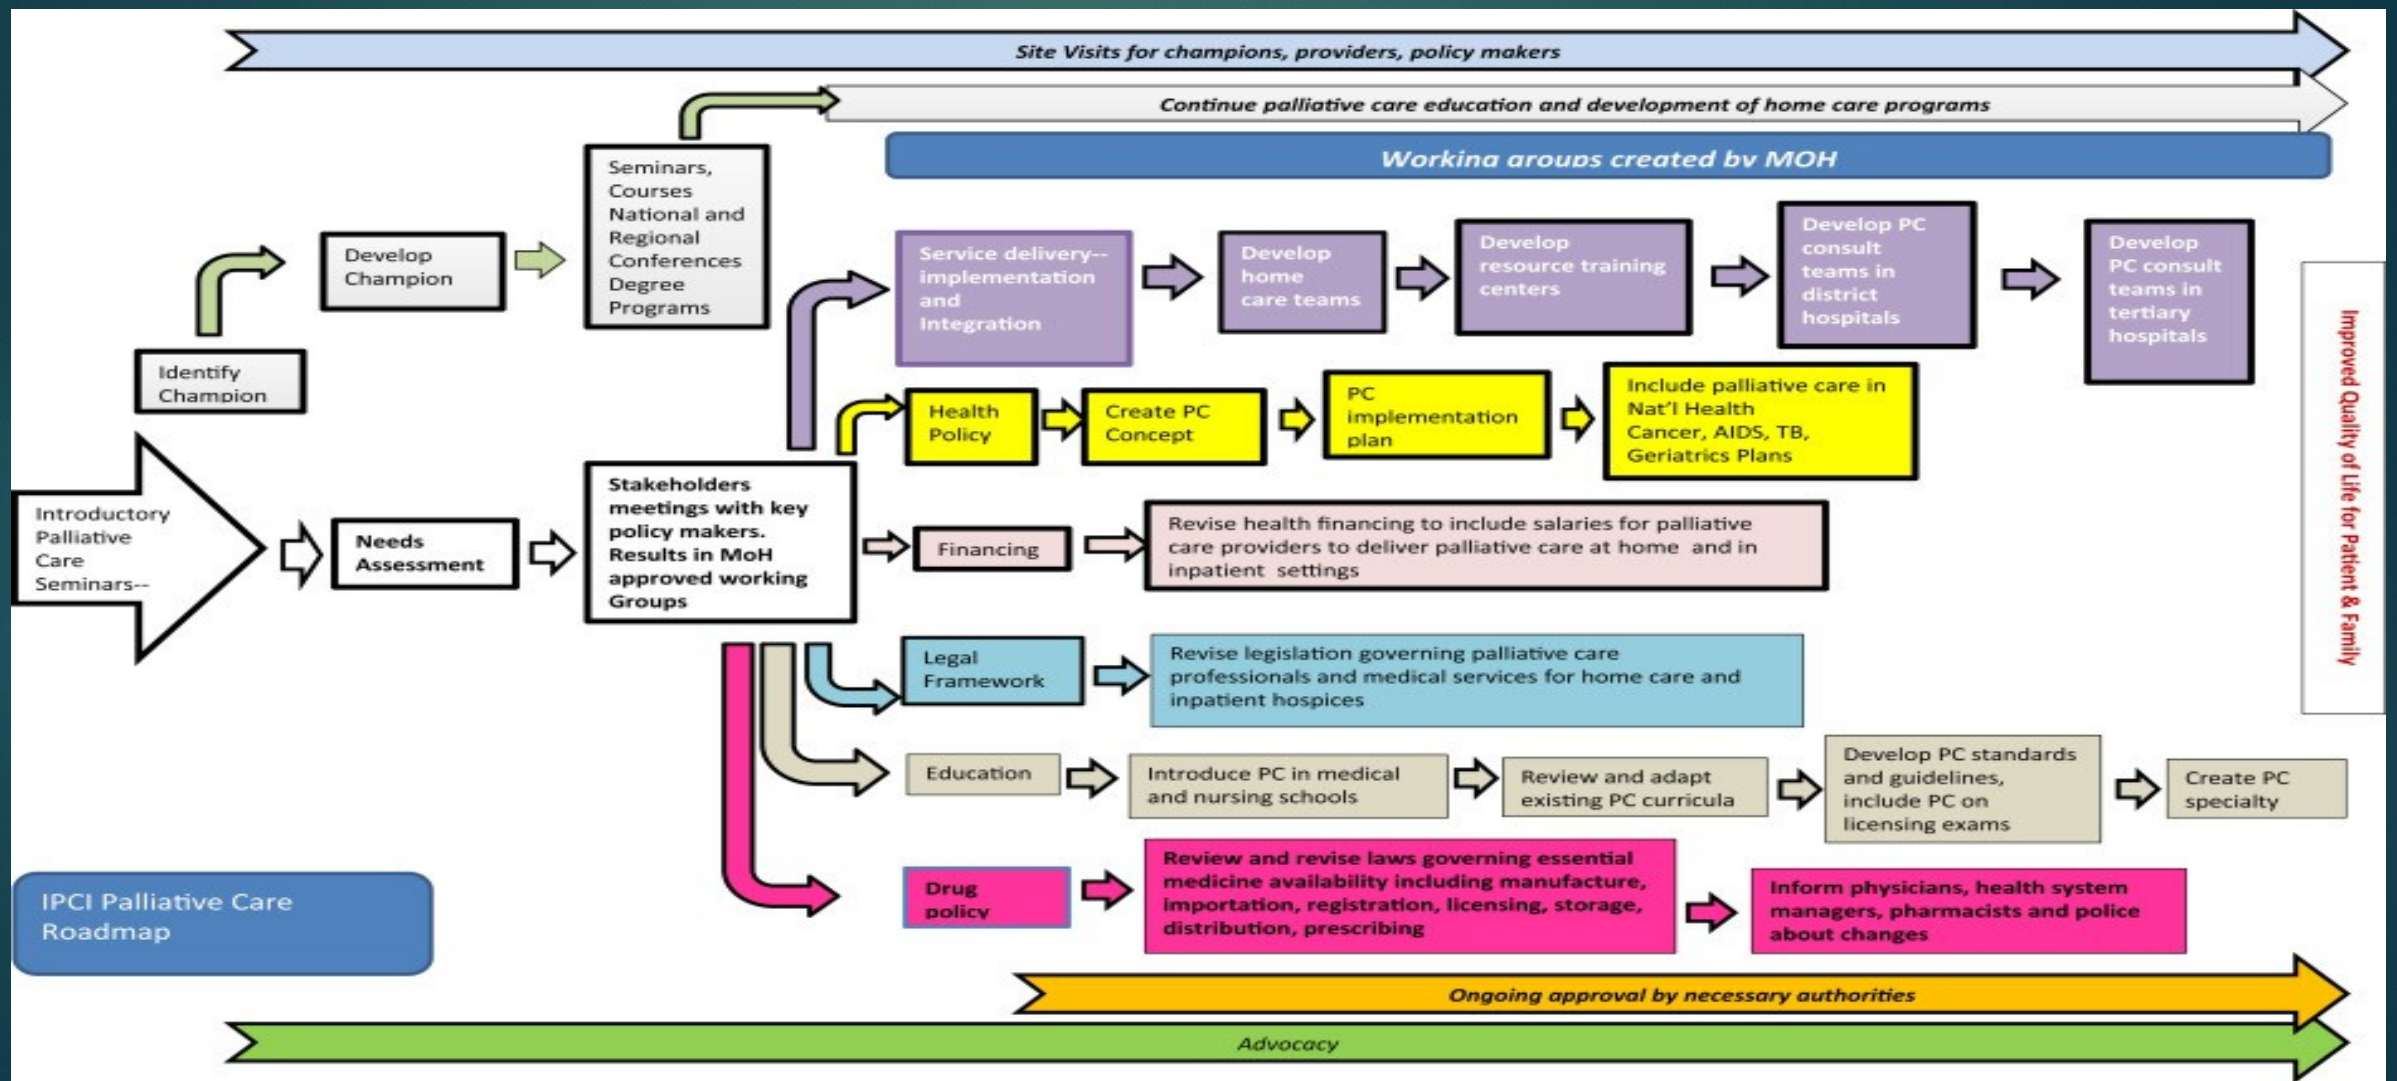 Site Visits for champions, providers, policy makers
Continue palliative care education and development of home care programs
Working groups created by MOH
Identify
Champion
Develop
Champion
Seminars,
Courses
National and
Regional
Conferences
Degree
Programs
Service delivery--
implementation
and
Integration
Develop
home
care teams
Develop
resource training
centers
Develop PC
consult
teams in
district
hospitals
Develop
PC consult
teams in
tertiary
hospitals
Health
Policy
Create PC
Concept
PC
implementation
plan
Include palliative care in
Nat'l Health
Cancer, AIDS, TB,
Geriatrics Plans
Introductory
Palliative
Care
Seminars--
Needs
Assessment
Stakeholders
meetings with key
policy makers.
Results in MoH
approved working
Groups
Financing
Revise health financing to include salaries for palliative
care providers to deliver palliative care at home and in
inpatient settings
Legal
Framework
Revise legislation governing palliative care
professionals and medical services for home care and
inpatient hospices
Education
Introduce PC in medical
and nursing schools
Review and adapt
existing PC curricula
Develop PC standards
and guidelines,
include PC on
licensing exams
Create PC
specialty
Drug
policy
Review and revise laws governing essential
medicine availability including manufacture,
importation, registration, licensing, storage,
distribution, prescribing
Inform physicians, health system
managers, pharmacists and police
about changes
Improved Quality of Life for Patient & Family
IPCI Palliative Care
Roadmap
Ongoing approval by necessary authorities
Advocacy